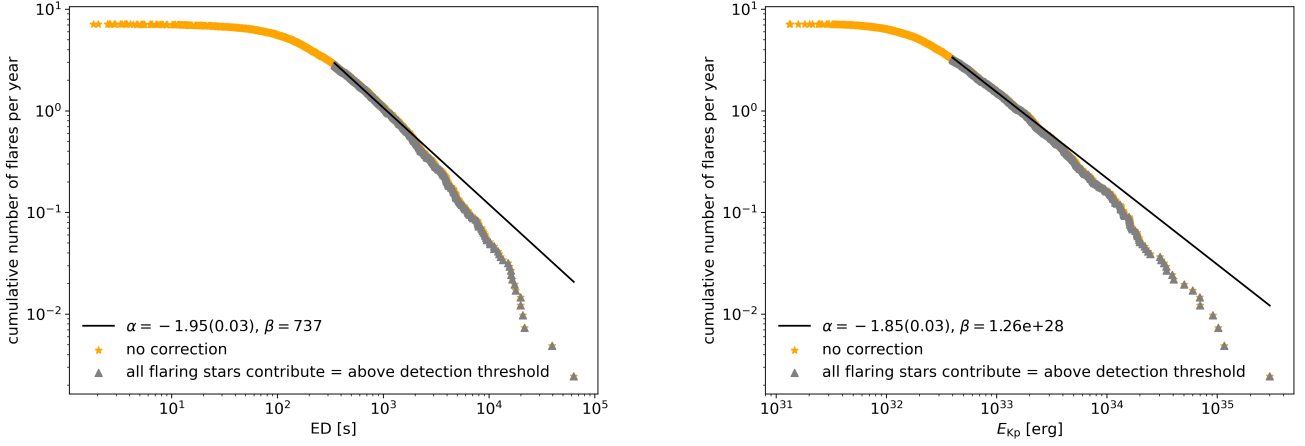 10¹
10⁰
10⁻¹
10⁻²
cumulative number of flares per year
α = −1.95(0.03), β = 737
no correction
all flaring stars contribute = above detection threshold
10¹ 10² 10³ 10⁴ 10⁵
ED [s]
10¹
10⁰
10⁻¹
10⁻²
cumulative number of flares per year
α = −1.85(0.03), β = 1.26e+28
no correction
all flaring stars contribute = above detection threshold
10³¹ 10³² 10³³ 10³⁴ 10³⁵
E_Kp [erg]